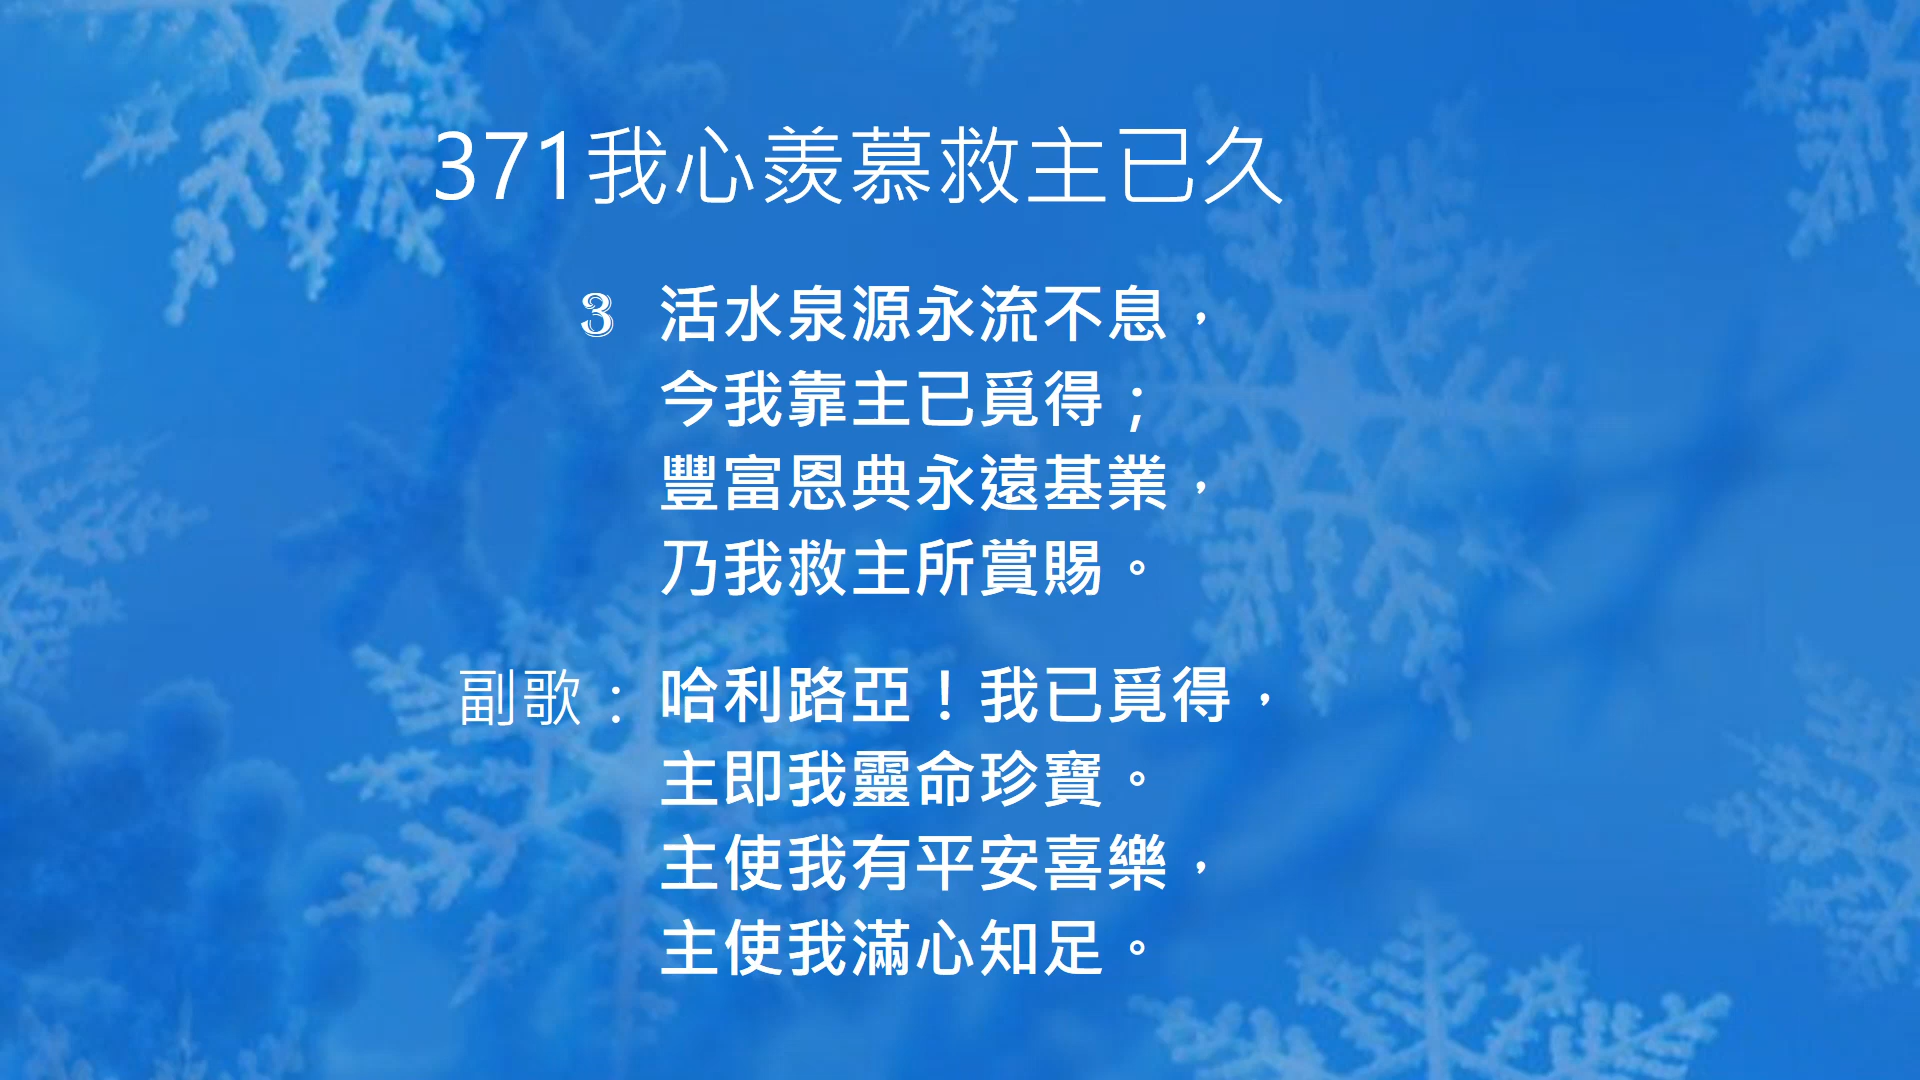 371我心羨慕救主已久
3 活水泉源永流不息，
今我靠主已覓得；
豐富恩典永遠基業，
乃我救主所賞賜。
副歌：哈利路亞！我已覓得，
主即我靈命珍寶。
主使我有平安喜樂，
主使我滿心知足。